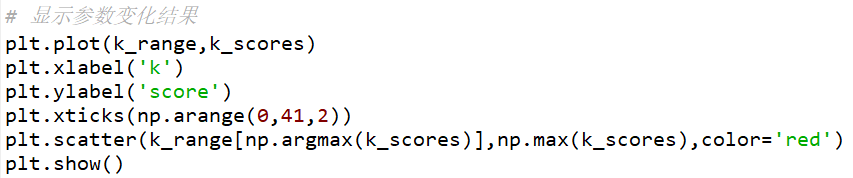 # 显示参数变化结果
plt.plot(k_range,k_scores)
plt.xlabel('k')
plt.ylabel('score')
plt.xticks(np.arange(0,41,2))
plt.scatter(k_range[np.argmax(k_scores)],np.max(k_scores),color='red')
plt.show()